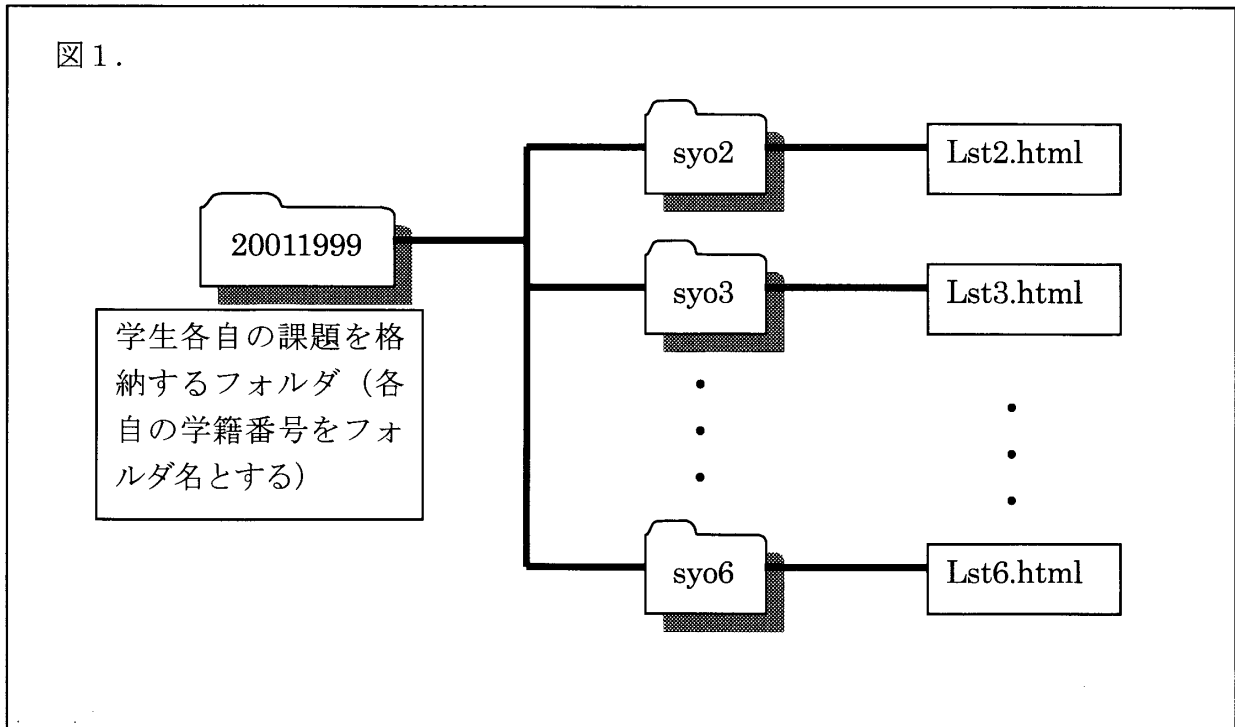 図1.
syo2
Lst2.html
20011999
syo3
Lst3.html
学生各自の課題を格
納するフォルダ（各
自の学籍番号をフォ
ルダ名とする）
syo6
Lst6.html